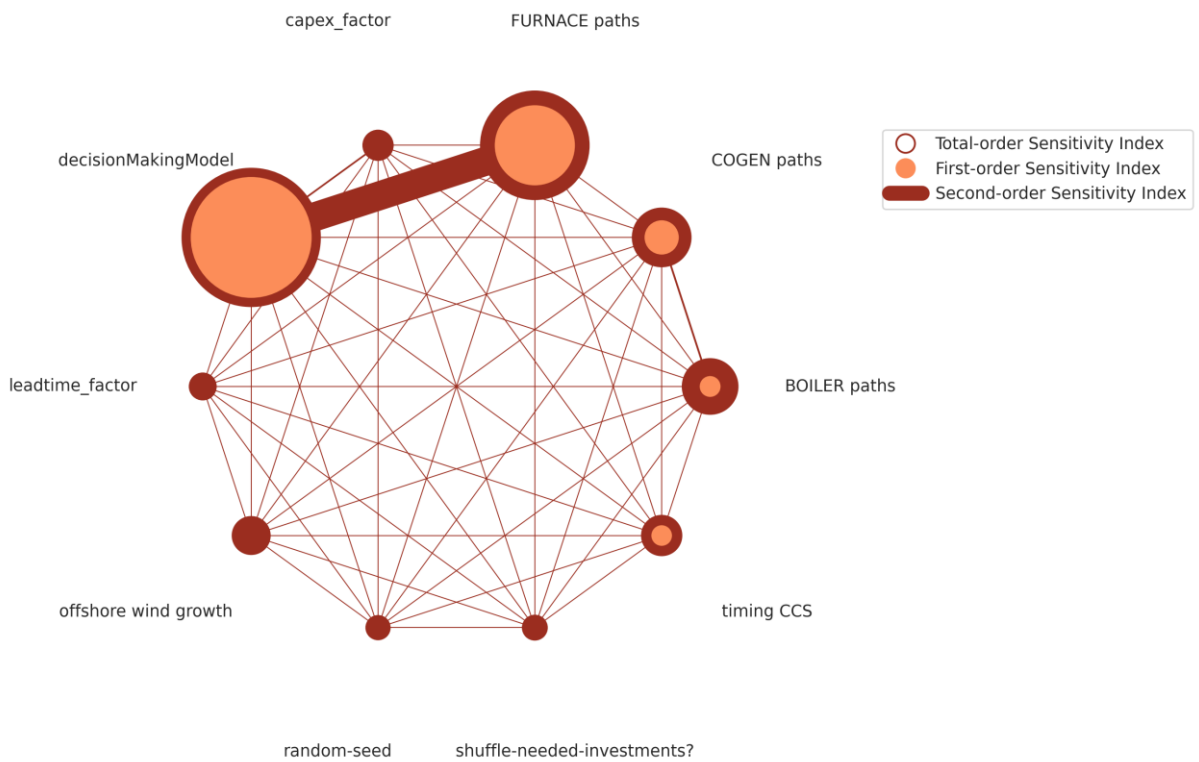 capex_factor
FURNACE paths
decisionMakingModel
COGEN paths
Total-order Sensitivity Index
First-order Sensitivity Index
Second-order Sensitivity Index
leadtime_factor
BOILER paths
offshore wind growth
timing CCS
random-seed
shuffle-needed-investments?